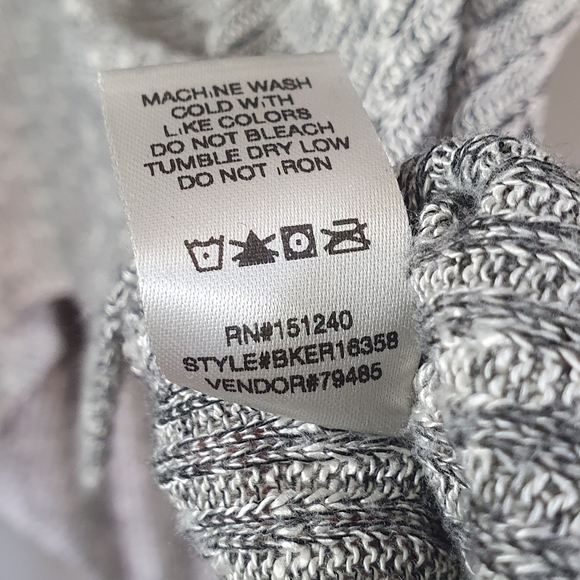 MACHINE WASH
COLD WITH
LIKE COLORS
DO NOT BLEACH
TUMBLE DRY LOW
DO NOT IRON
RN#151240
STYLE#BKER16358
VENDOR#79485